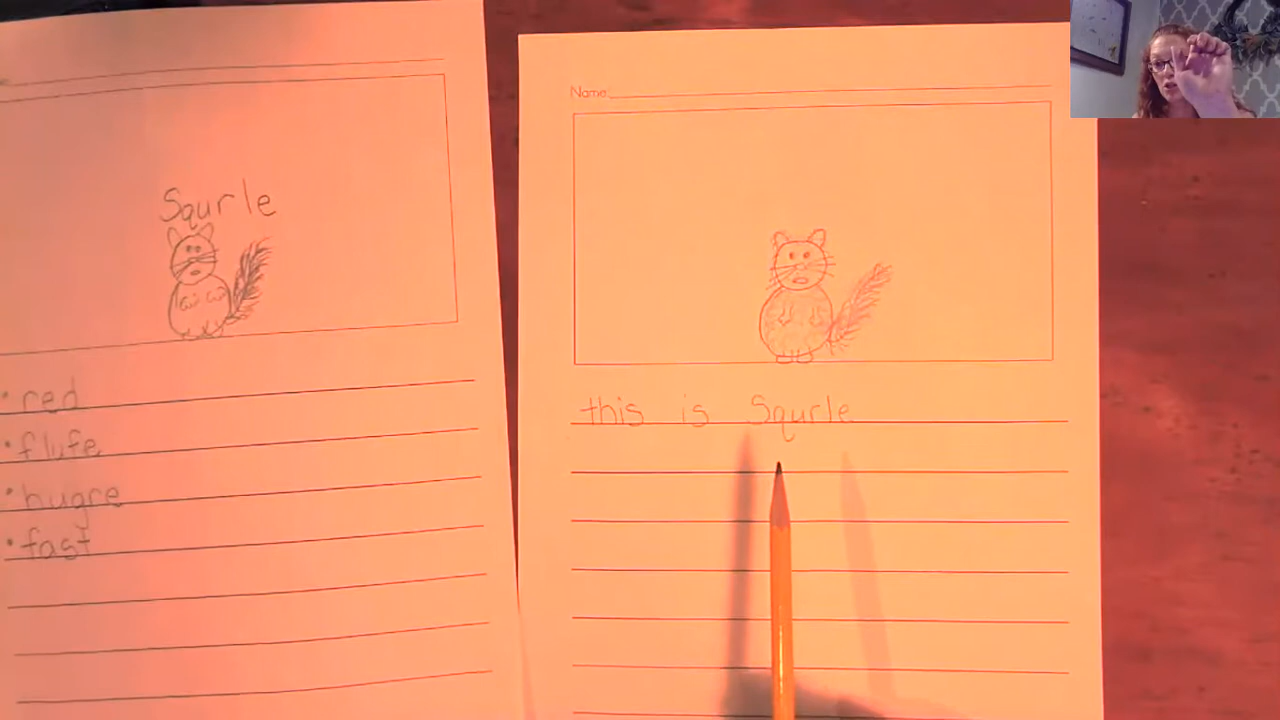 Squrle
• red
• flufe
• hugre
• fast
Name
this is Squrle